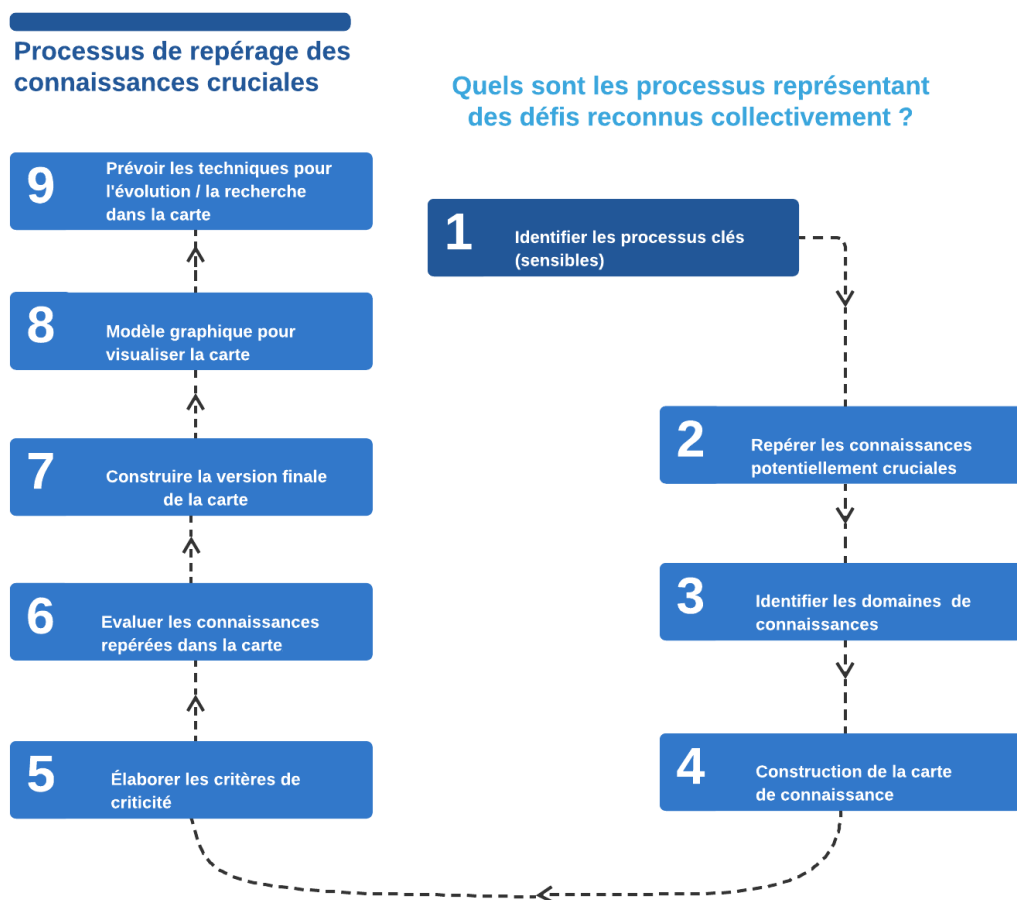 Processus de repérage des
connaissances cruciales
Quels sont les processus représentant
des défis reconnus collectivement ?
1
Identifier les processus clés
(sensibles)
2
Repérer les connaissances
potentiellement cruciales
3
Identifier les domaines  de
connaissances
4
Construction de la carte
de connaissance
5
Élaborer les critères de
criticité
6
Evaluer les connaissances
repérées dans la carte
7
Construire la version finale
de la carte
8
Modèle graphique pour
visualiser la carte
9
Prévoir les techniques pour
l'évolution / la recherche
dans la carte